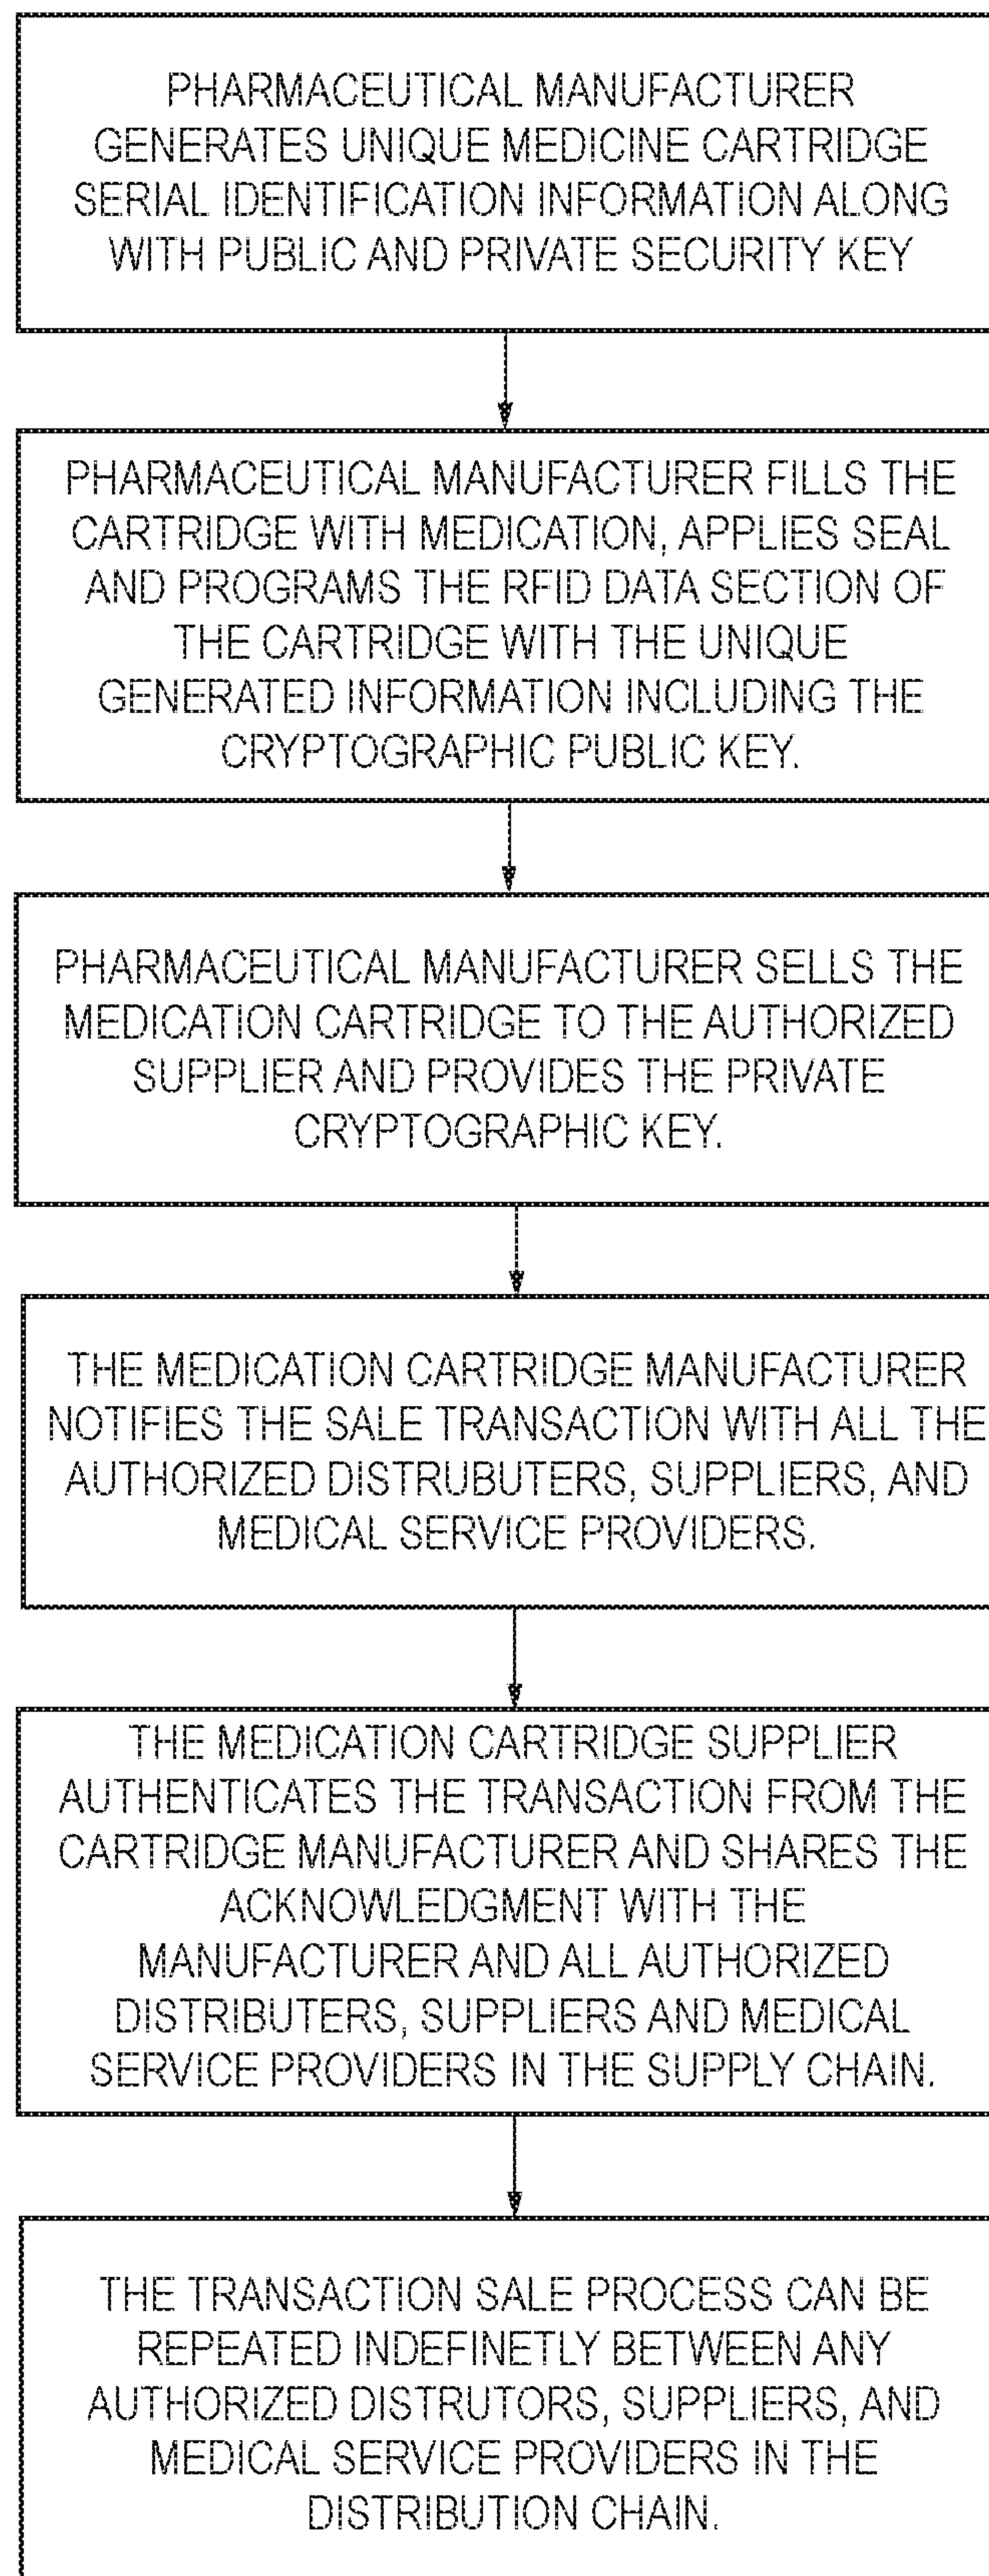 PHARMACEUTICAL MANUFACTURER
GENERATES UNIQUE MEDICINE CARTRIDGE
SERIAL IDENTIFICATION INFORMATION ALONG
WITH PUBLIC AND PRIVATE SECURITY KEY
PHARMACEUTICAL MANUFACTURER FILLS THE
CARTRIDGE WITH MEDICATION, APPLIES SEAL
AND PROGRAMS THE RFID DATA SECTION OF
THE CARTRIDGE WITH THE UNIQUE
GENERATED INFORMATION INCLUDING THE
CRYPTOGRAPHIC PUBLIC KEY.
PHARMACEUTICAL MANUFACTURER SELLS THE
MEDICATION CARTRIDGE TO THE AUTHORIZED
SUPPLIER AND PROVIDES THE PRIVATE
CRYPTOGRAPHIC KEY.
THE MEDICATION CARTRIDGE MANUFACTURER
NOTIFIES THE SALE TRANSACTION WITH ALL THE
AUTHORIZED DISTRUBUTERS, SUPPLIERS, AND
MEDICAL SERVICE PROVIDERS.
THE MEDICATION CARTRIDGE SUPPLIER
AUTHENTICATES THE TRANSACTION FROM THE
CARTRIDGE MANUFACTURER AND SHARES THE
ACKNOWLEDGMENT WITH THE
MANUFACTURER AND ALL AUTHORIZED
DISTRIBUTERS, SUPPLIERS AND MEDICAL
SERVICE PROVIDERS IN THE SUPPLY CHAIN.
THE TRANSACTION SALE PROCESS CAN BE
REPEATED INDEFINETLY BETWEEN ANY
AUTHORIZED DISTRUTORS, SUPPLIERS, AND
MEDICAL SERVICE PROVIDERS IN THE
DISTRIBUTION CHAIN.